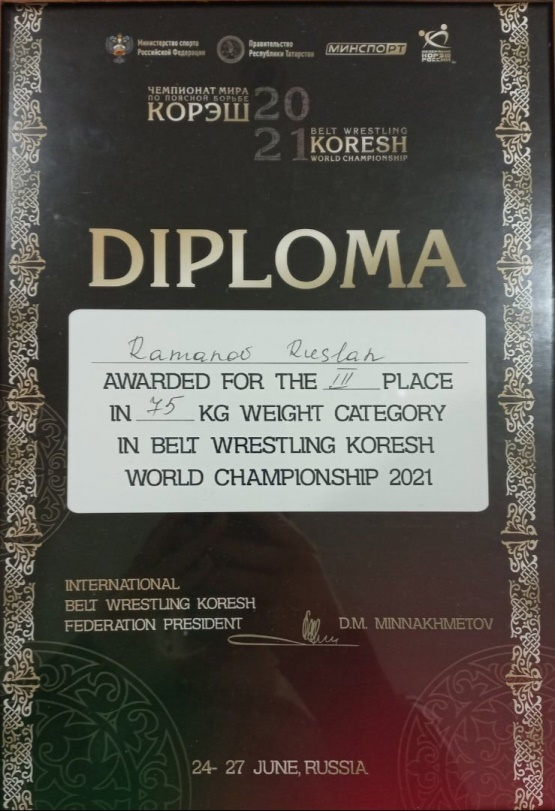 Министерство спорта
Российской Федерации
Правительство
Республики Татарстан
МИНСПОРТ
КОРЭШ
РОССИИ
ЧЕМПИОНАТ МИРА
ПО ПОЯСНОЙ БОРЬБЕ
КОРЭШ
2021
BELT WRESTLING
KORESH
WORLD CHAMPIONSHIP
DIPLOMA
Ramanov Ruslan
AWARDED FOR THE III PLACE
IN 75 KG WEIGHT CATEGORY
IN BELT WRESTLING KORESH
WORLD CHAMPIONSHIP 2021
INTERNATIONAL
BELT WRESTLING KORESH
FEDERATION PRESIDENT D.M. MINNAKHMETOV
24- 27 JUNE, RUSSIA